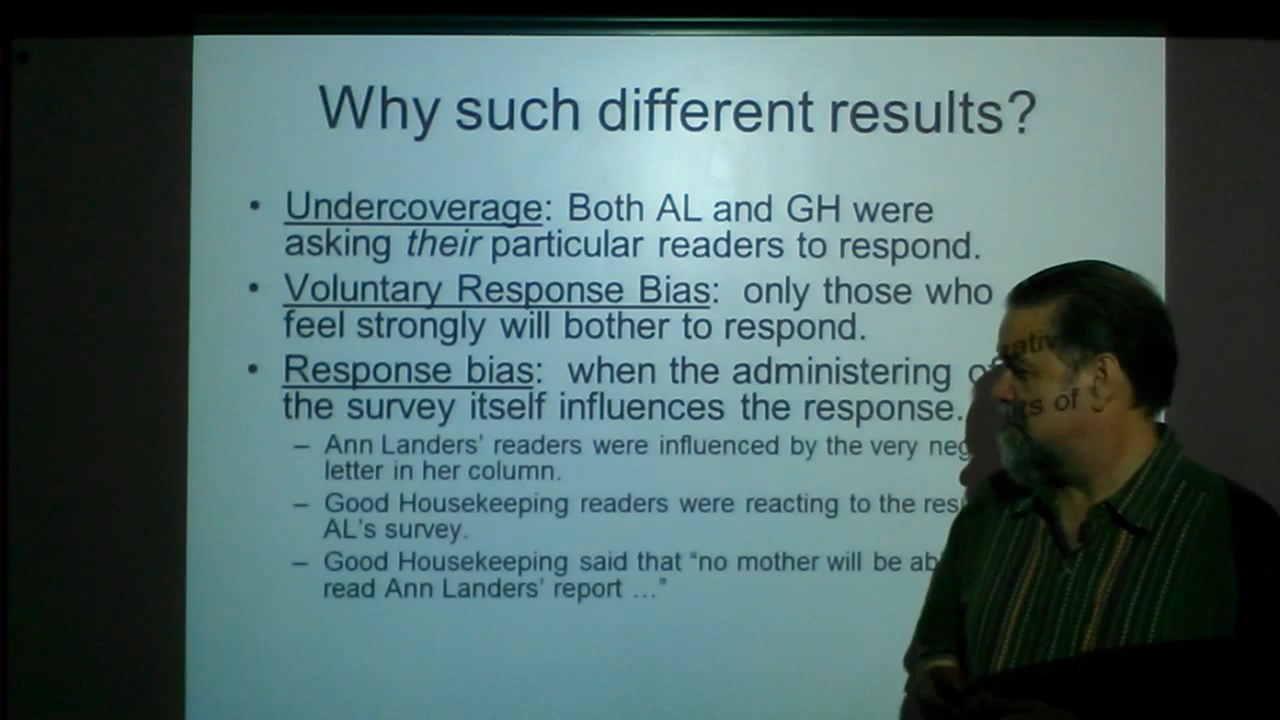 Why such different results?
• Undercoverage: Both AL and GH were
asking their particular readers to respond.
• Voluntary Response Bias: only those who
feel strongly will bother to respond.
• Response bias: when the administering of
the survey itself influences the response.
– Ann Landers' readers were influenced by the very
letter in her column.
– Good Housekeeping readers were reacting to the
AL's survey.
– Good Housekeeping said that “no mother will be
read Ann Landers' report …”